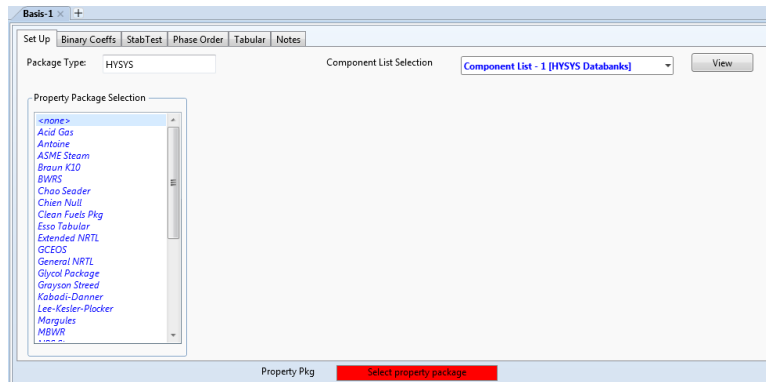 Basis-1 × +
Set Up Binary Coeffs StabTest Phase Order Tabular Notes
Package Type: HYSYS Component List Selection Component List - 1 [HYSYS Databanks] View
Property Package Selection
<none>
Acid Gas
Antoine
ASME Steam
Braun K10
BWRS
Chao Seader
Chien Null
Clean Fuels Pkg
Esso Tabular
Extended NRTL
GCEOS
General NRTL
Glycol Package
Grayson Streed
Kabadi-Danner
Lee-Kesler-Plocker
Margules
MBWR
Property Pkg Select property package